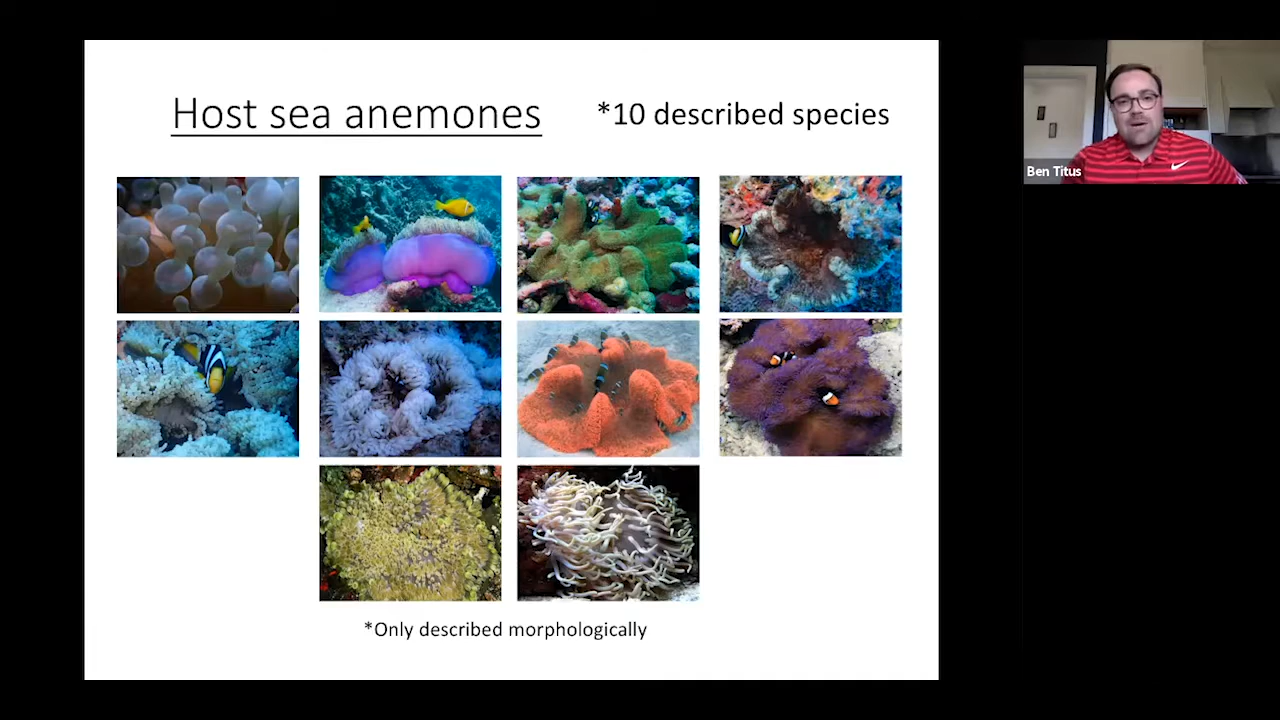 Host sea anemones
*10 described species
Ben Titus
*Only described morphologically